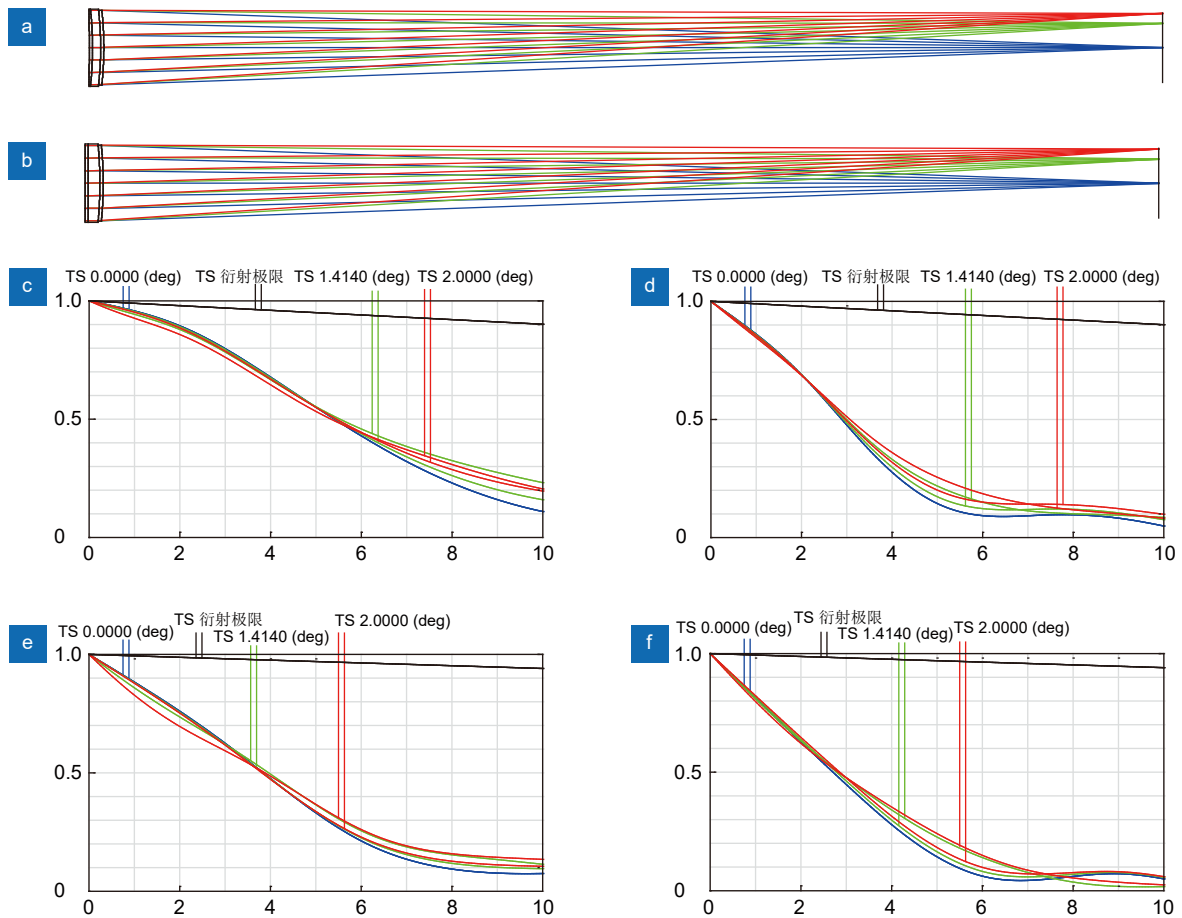 a
b
c
TS 0.0000 (deg) TS 衍射极限 TS 1.4140 (deg) TS 2.0000 (deg)
1.0
0.5
0
0 2 4 6 8 10
d
TS 0.0000 (deg) TS 衍射极限 TS 1.4140 (deg) TS 2.0000 (deg)
1.0
0.5
0
0 2 4 6 8 10
e
TS 衍射极限
TS 0.0000 (deg) TS 1.4140 (deg) TS 2.0000 (deg)
1.0
0.5
0
0 2 4 6 8 10
f
TS 衍射极限
TS 0.0000 (deg) TS 1.4140 (deg) TS 2.0000 (deg)
1.0
0.5
0
0 2 4 6 8 10